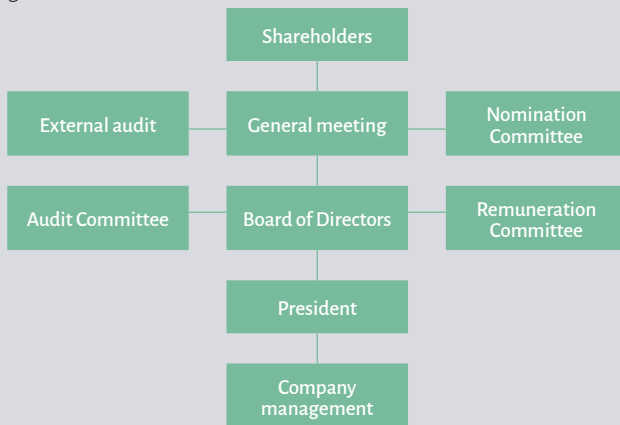 Shareholders
External audit
General meeting
Nomination
Committee
Audit Committee
Board of Directors
Remuneration
Committee
President
Company
management